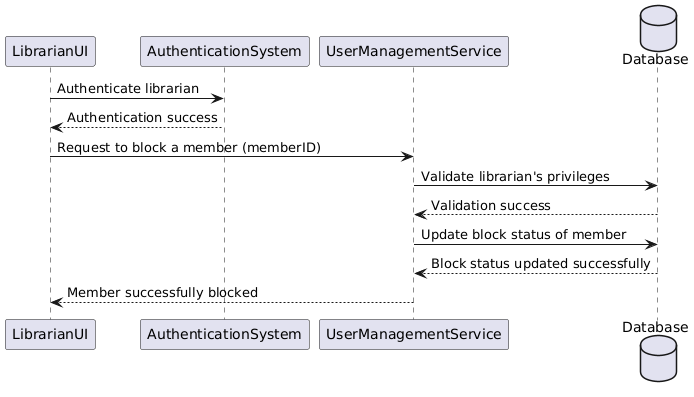 LibrarianUI
AuthenticationSystem
UserManagementService
Database
Authenticate librarian
Authentication success
Request to block a member (memberID)
Validate librarian's privileges
Validation success
Update block status of member
Block status updated successfully
Member successfully blocked
LibrarianUI
AuthenticationSystem
UserManagementService
Database